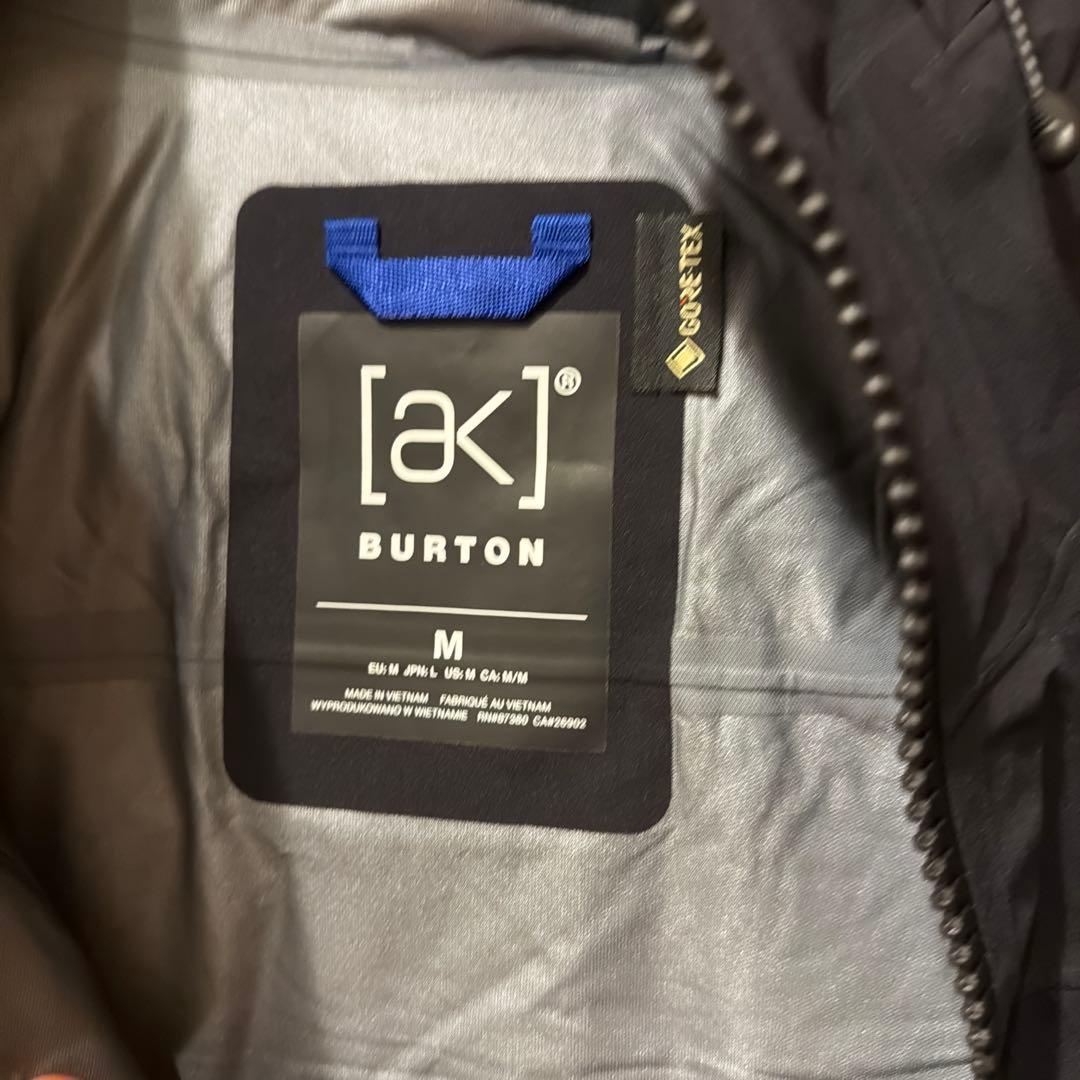 [ak]®
BURTON
M
EU: M JPN: L US: M CA: M/M
MADE IN VIETNAM FABRIQUÉ AU VIETNAM
WYPRODUKOWANO W WIETNAMIE RN#87380 CA#26902
GORE-TEX